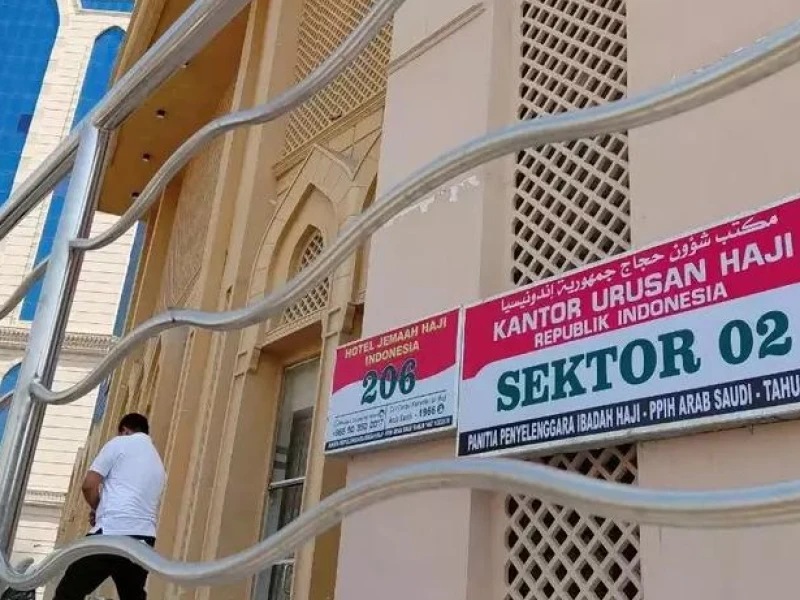 HOTEL JEMAAH HAJI
INDONESIA
206
مكتب شؤون حجاج جمهورية إندونيسيا
KANTOR URUSAN HAJI
REPUBLIK INDONESIA
SEKTOR 02
PANITIA PENYELENGGARA IBADAH HAJI - PPIH ARAB SAUDI - TAHU